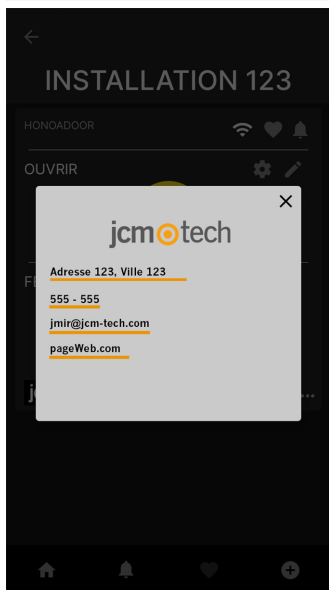 INSTALLATION 123
HONOADOOR
OUVRIR
jcm tech
Adresse 123, Ville 123
555 - 555
jmir@jcm-tech.com
pageWeb.com